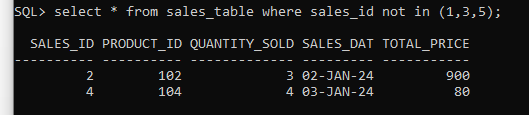 SQL> select * from sales_table where sales_id not in (1,3,5);
SALES_ID PRODUCT_ID QUANTITY_SOLD SALES_DAT TOTAL_PRICE
---------- ---------- ------------- --------- -----------
2 102 3 02-JAN-24 900
4 104 4 03-JAN-24 80